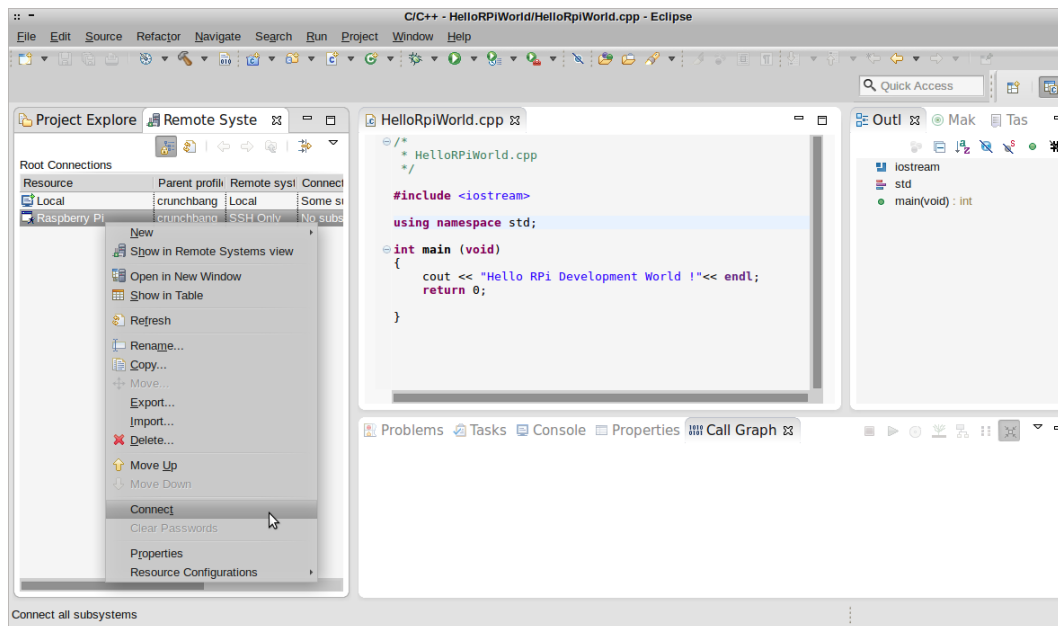 C/C++ - HelloRPiWorld/HelloRpiWorld.cpp - Eclipse
File Edit Source Refactor Navigate Search Run Project Window Help
Quick Access
Project Explore Remote Syste
Root Connections
Resource Parent profile Remote syst Connect
Local crunchbang Local Some su
Raspberry Pi crunchbang SSH Only No subs
New
Show in Remote Systems view
Open in New Window
Show in Table
Refresh
Rename...
Copy...
Move...
Export...
Import...
Delete...
Move Up
Move Down
Connect
Clear Passwords
Properties
Resource Configurations
HelloRpiWorld.cpp
/*
* HelloRPiWorld.cpp
*/
#include <iostream>
using namespace std;
int main (void)
{
cout << "Hello RPi Development World !"<< endl;
return 0;
}
Outl Mak Tas
iostream
std
main(void) : int
Problems Tasks Console Properties Call Graph
Connect all subsystems